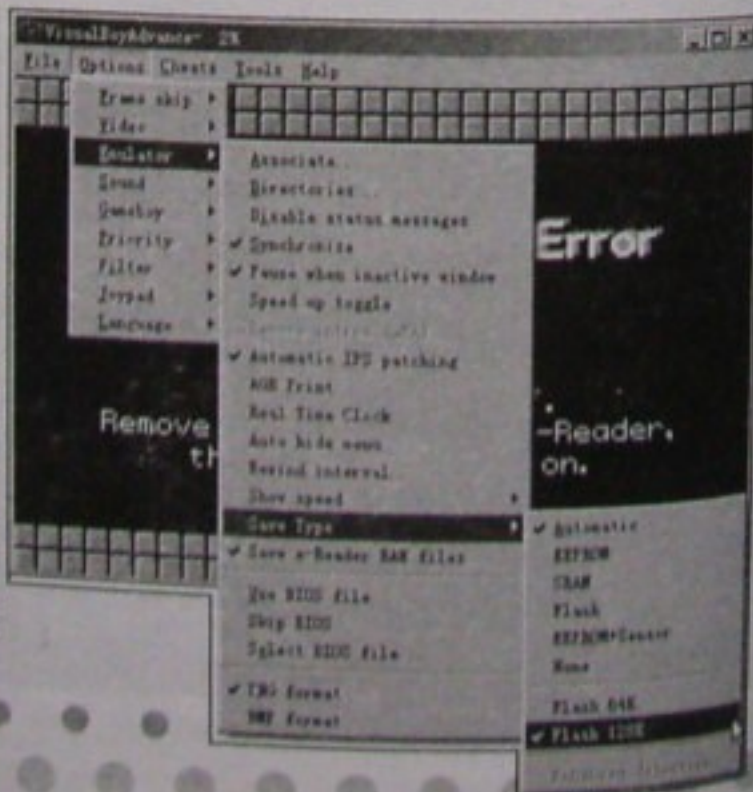 VisualBoyAdvance- 2%
File Options Cheats Tools Help
Frame skip
Video
Emulator
Sound
Gameboy
Priority
Filter
Joypad
Language
Associate...
Directories...
Disable status messages
Synchronize
Pause when inactive window
Speed up toggle
Automatic IPS patching
AGB Print
Real Time Clock
Auto hide menu
Rewind interval...
Show speed
Save Type
Save e-Reader RAM files
Use BIOS file
Skip BIOS
Select BIOS file
PNG format
BMP format
Automatic
EEPROM
SRAM
Flash
EEPROM+Sensor
None
Flash 64K
Flash 128K
Error
Remove -Reader.
th on.